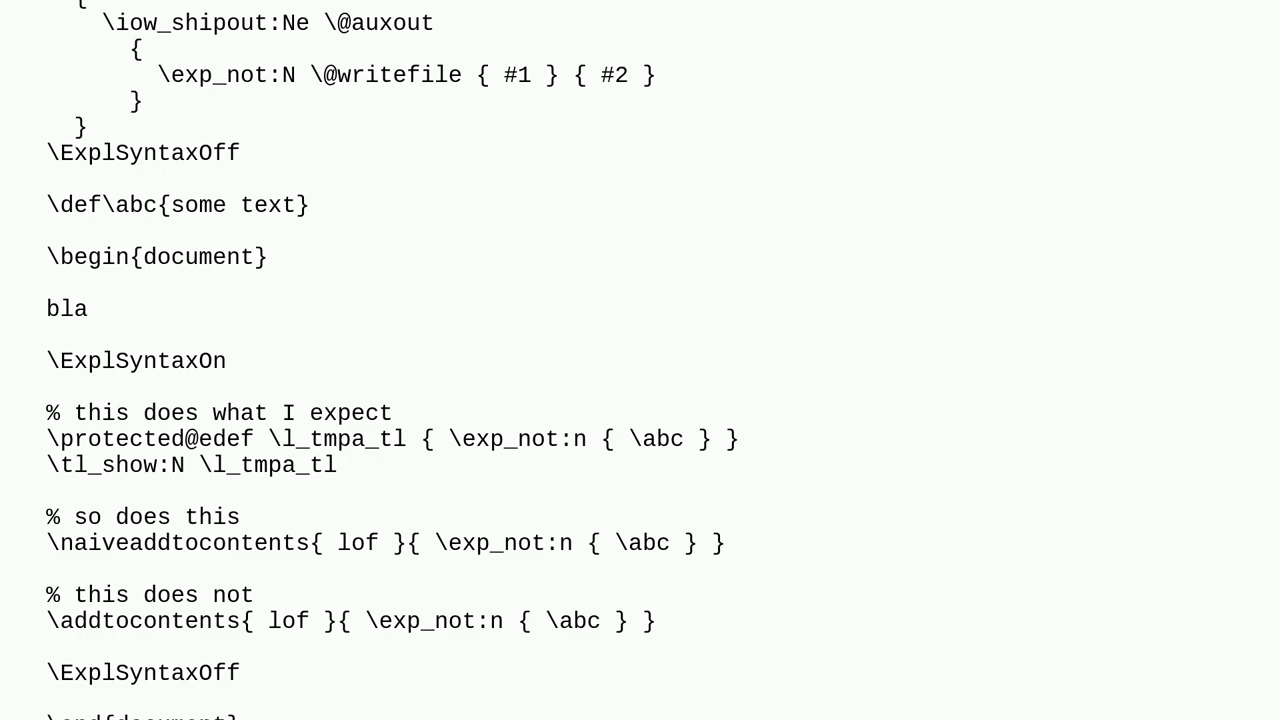 {
\iow_shipout:Ne \@auxout
{
\exp_not:N \@writefile { #1 } { #2 }
}
}
\ExplSyntaxOff
\def\abc{some text}
\begin{document}
bla
\ExplSyntaxOn
% this does what I expect
\protected@edef \l_tmpa_tl { \exp_not:n { \abc } }
\tl_show:N \l_tmpa_tl
% so does this
\naiveaddtocontents{ lof }{ \exp_not:n { \abc } }
% this does not
\addtocontents{ lof }{ \exp_not:n { \abc } }
\ExplSyntaxOff
\end{document}